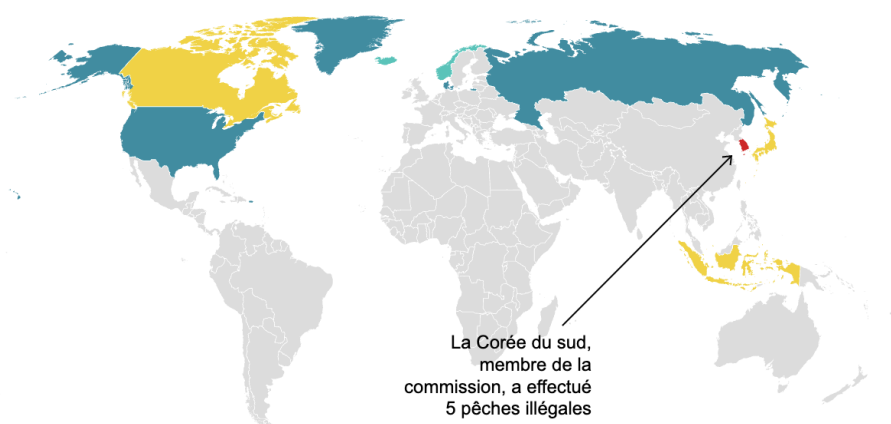 La Corée du sud,
membre de la
commission, a effectué
5 pêches illégales